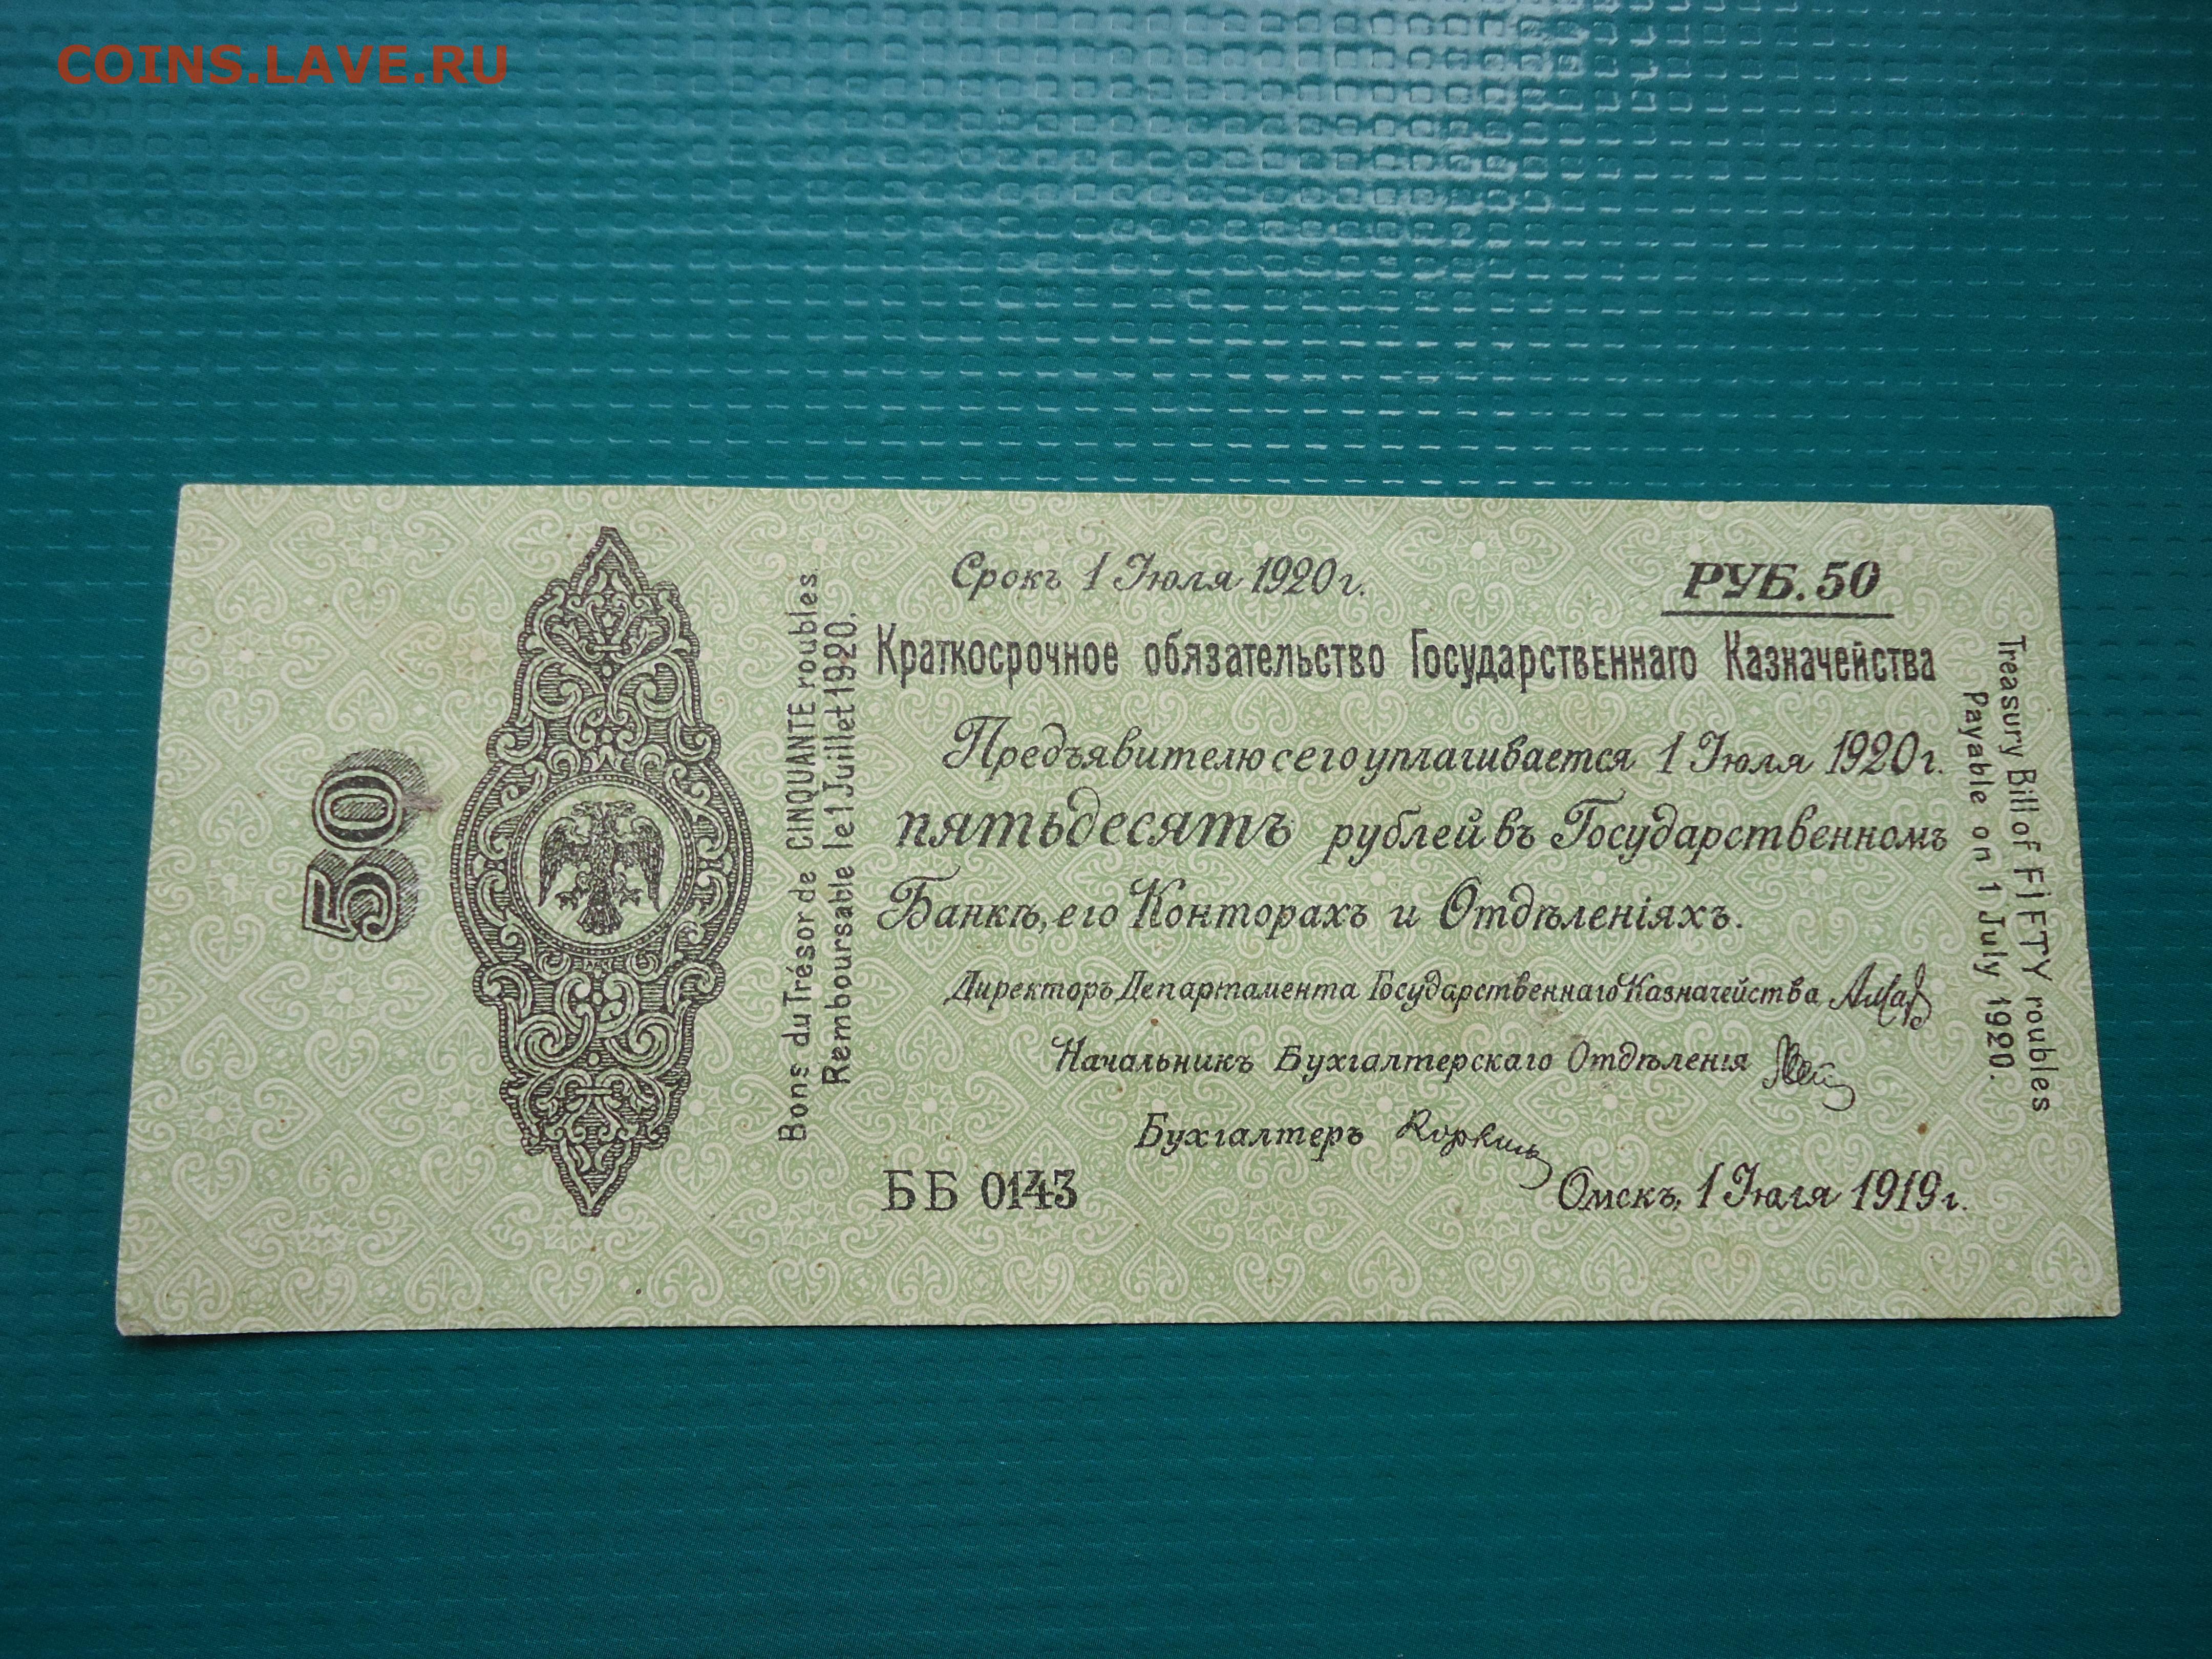 COINS.LAVE.RU
50
Bons du Trésor de CINQUANTE roubles
Remboursable le 1 Juillet 1920.
Срокъ 1 Іюля 1920 г.
РУБ. 50
Краткосрочное обязательство Государственнаго Казначейства
Предъявителю сего уплачивается 1 Іюля 1920 г.
пятьдесятъ рублей въ Государственномъ
Банкѣ, его Конторахъ и Отдѣленіяхъ.
Директоръ Департамента Государственнаго Казначейства
Начальникъ Бухгалтерскаго Отдѣленія
Бухгалтеръ
ББ 0143
Омскъ, 1 Іюля 1919 г.
Treasury Bill of FiFTY roubles
Payable on 1 July 1920.